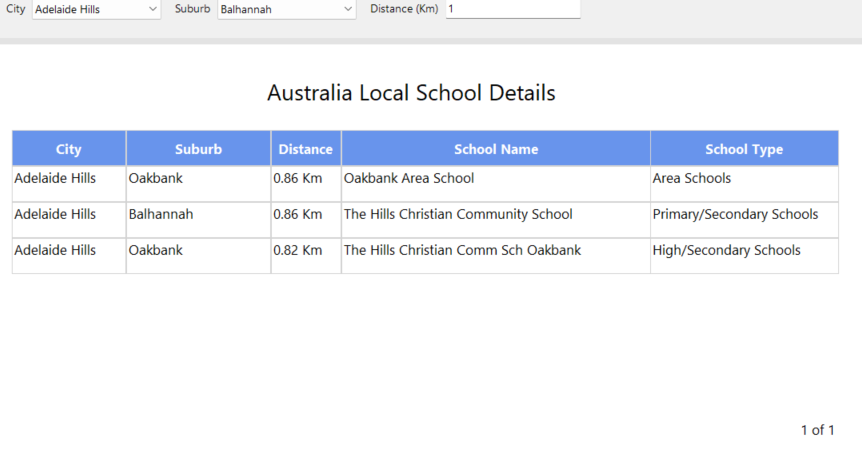 City Adelaide Hills Suburb Balhannah Distance (Km) 1
Australia Local School Details
City Suburb Distance School Name School Type
Adelaide Hills Oakbank 0.86 Km Oakbank Area School Area Schools
Adelaide Hills Balhannah 0.86 Km The Hills Christian Community School Primary/Secondary Schools
Adelaide Hills Oakbank 0.82 Km The Hills Christian Comm Sch Oakbank High/Secondary Schools
1 of 1